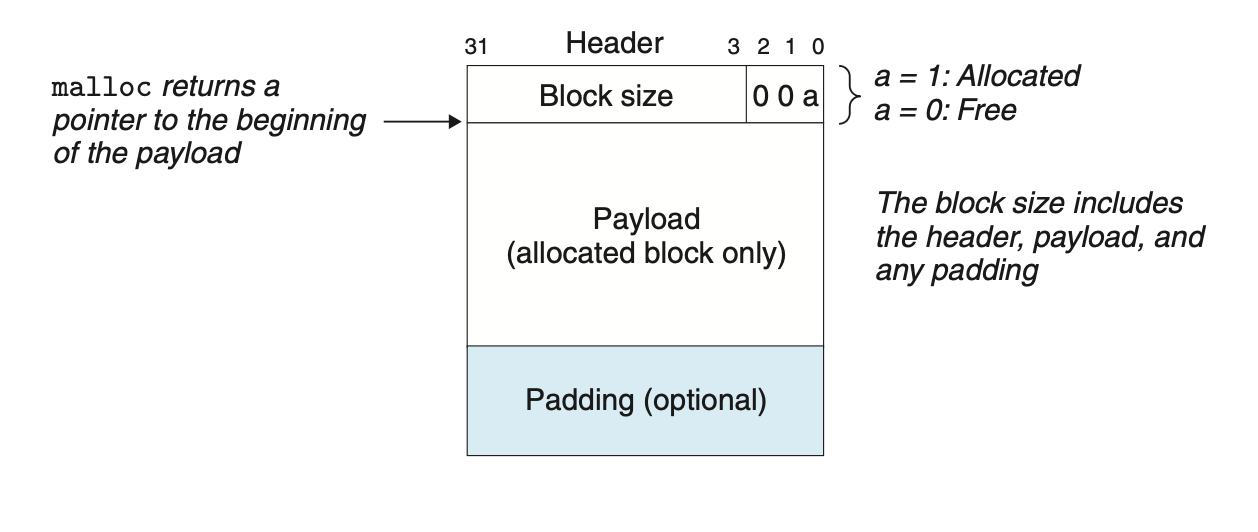 31 Header 3 2 1 0
malloc returns a
pointer to the beginning
of the payload
Block size 0 0 a
a = 1: Allocated
a = 0: Free
Payload
(allocated block only)
The block size includes
the header, payload, and
any padding
Padding (optional)